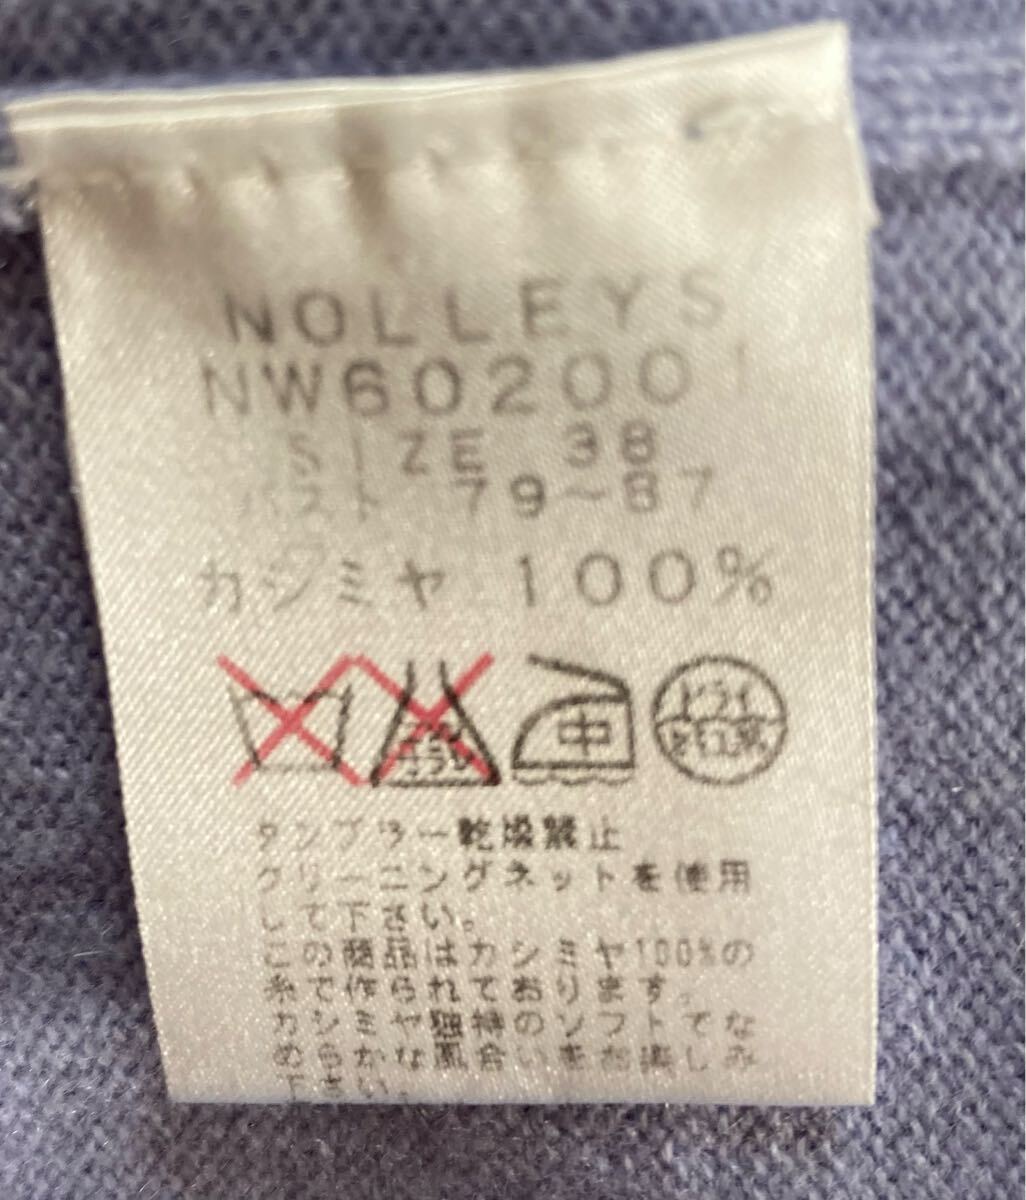 NOLLEYS
NW602001
SIZE 38
バスト 79～87
カシミヤ 100%
中
ドライ
石油系
タンブラー乾燥禁止
クリーニングネットを使用
して下さい。
この商品はカシミヤ100%の
糸で作られております。
カシミヤ独特のソフトでな
めらかな風合いをお楽しみ
下さい。